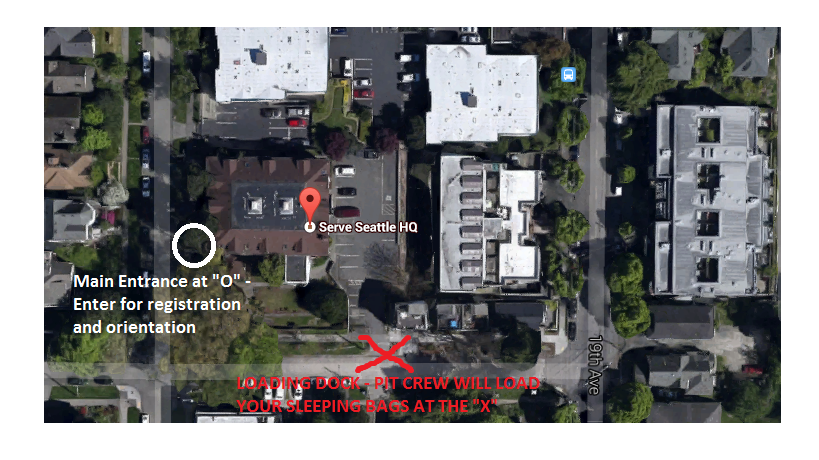 Serve Seattle HQ
Main Entrance at "O" -
Enter for registration
and orientation
19th Ave
LOADING DOCK - PIT CREW WILL LOAD
YOUR SLEEPING BAGS AT THE "X"